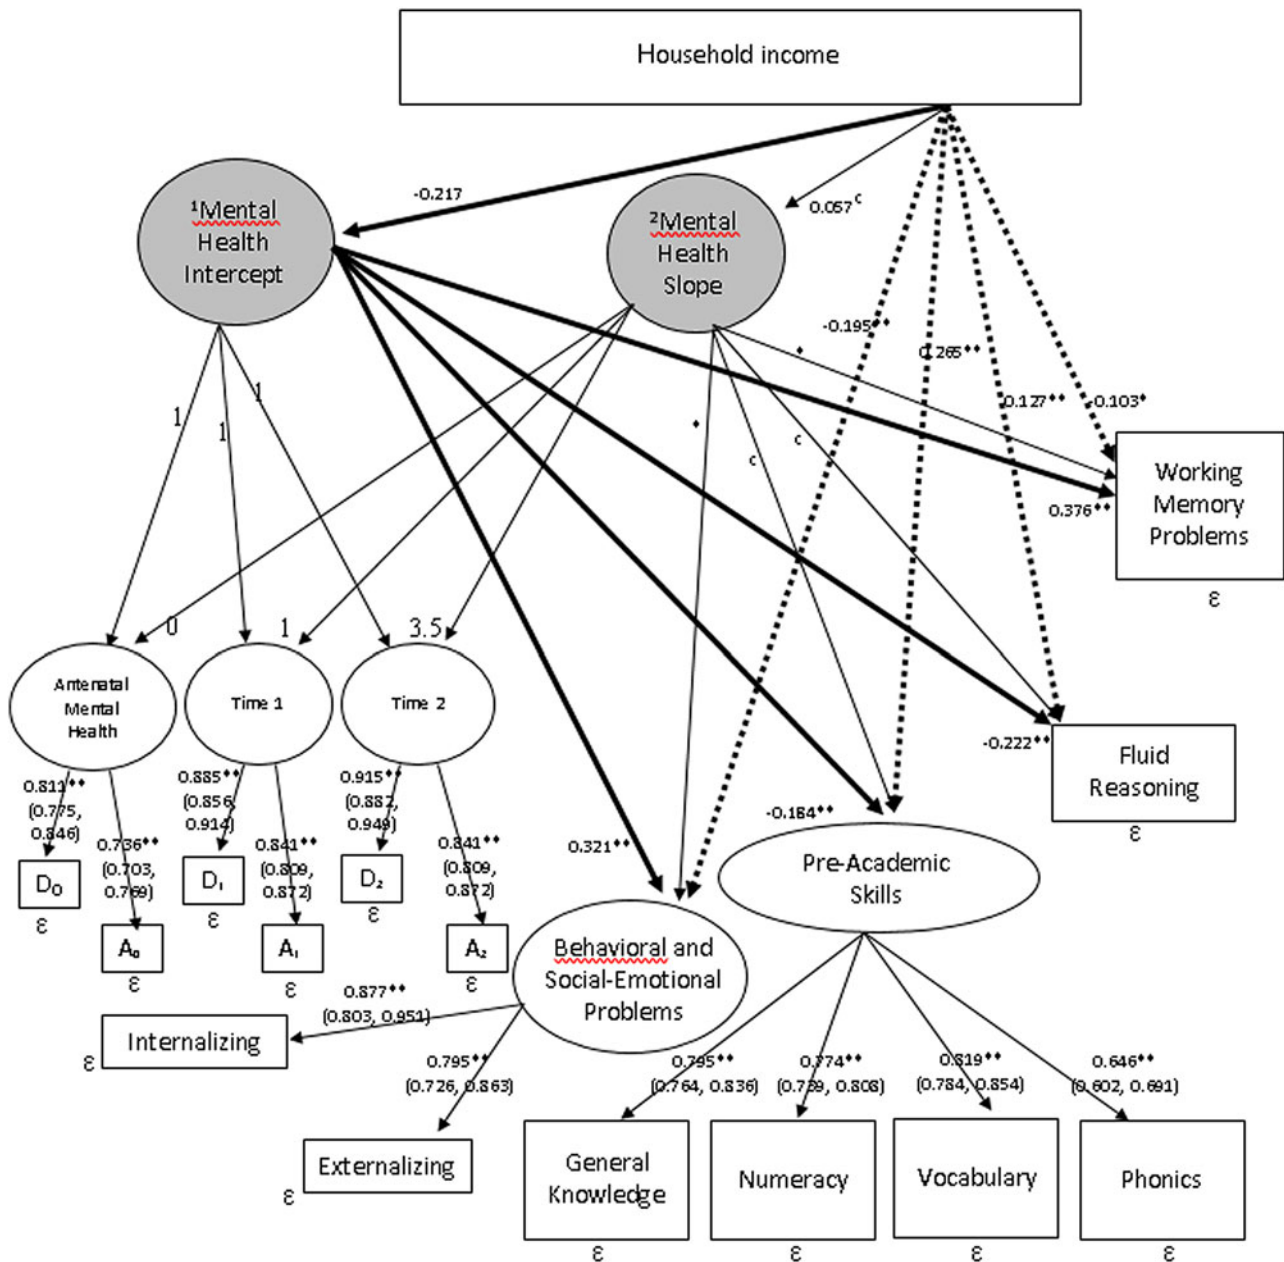 Household income
-0.217
0.057ᶜ
¹Mental
Health
Intercept
²Mental
Health
Slope
-0.195♦♦
0.265♦♦
0.127♦♦
-0.103♦
♦
♦
c
c
1
1
1
Working
Memory
Problems
0.376♦♦
ε
0
1
3.5
Antenatal
Mental
Health
Time 1
Time 2
-0.222♦♦
Fluid
Reasoning
ε
0.811♦♦
(0.775,
0.846)
0.736♦♦
(0.703,
0.769)
0.885♦♦
(0.856,
0.914)
0.841♦♦
(0.809,
0.872)
0.915♦♦
(0.882,
0.949)
0.841♦♦
(0.809,
0.872)
0.321♦♦
-0.184♦♦
D₀
ε
D₁
ε
D₂
ε
A₀
ε
A₁
ε
A₂
ε
Pre-Academic
Skills
Behavioral and
Social-Emotional
Problems
0.877♦♦
(0.803, 0.951)
Internalizing
ε
0.795♦♦
(0.726, 0.863)
Externalizing
ε
0.795♦♦
(0.764, 0.836)
0.774♦♦
(0.739, 0.808)
0.819♦♦
(0.784, 0.854)
0.646♦♦
(0.602, 0.691)
General
Knowledge
ε
Numeracy
ε
Vocabulary
ε
Phonics
ε